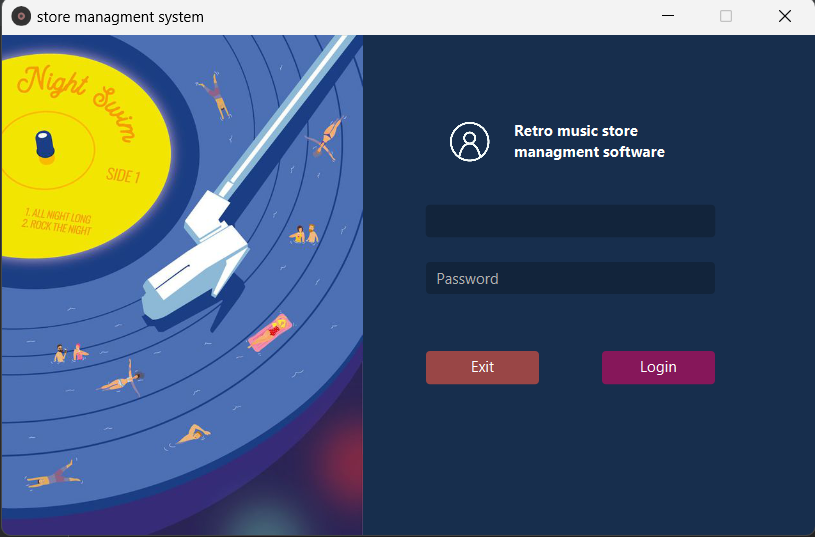 store managment system
Night Swim
SIDE 1
1. ALL NIGHT LONG
2. ROCK THE NIGHT
Retro music store
managment software
Password
Exit
Login